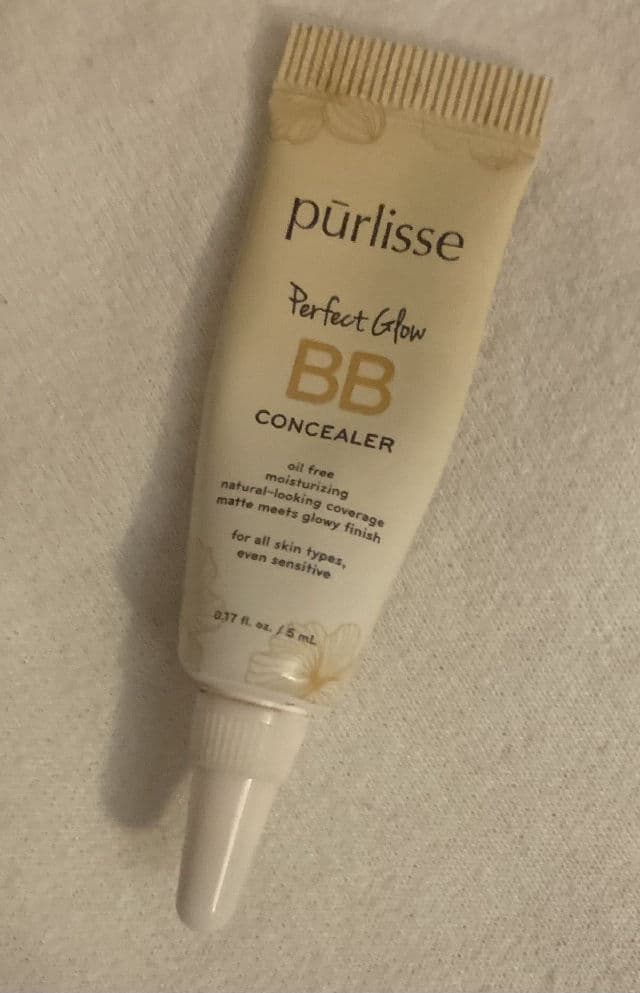 pūrlisse
Perfect Glow
BB
CONCEALER
oil free
moisturizing
natural-looking coverage
matte meets glowy finish
for all skin types,
even sensitive
0.17 fl. oz. / 5 mL